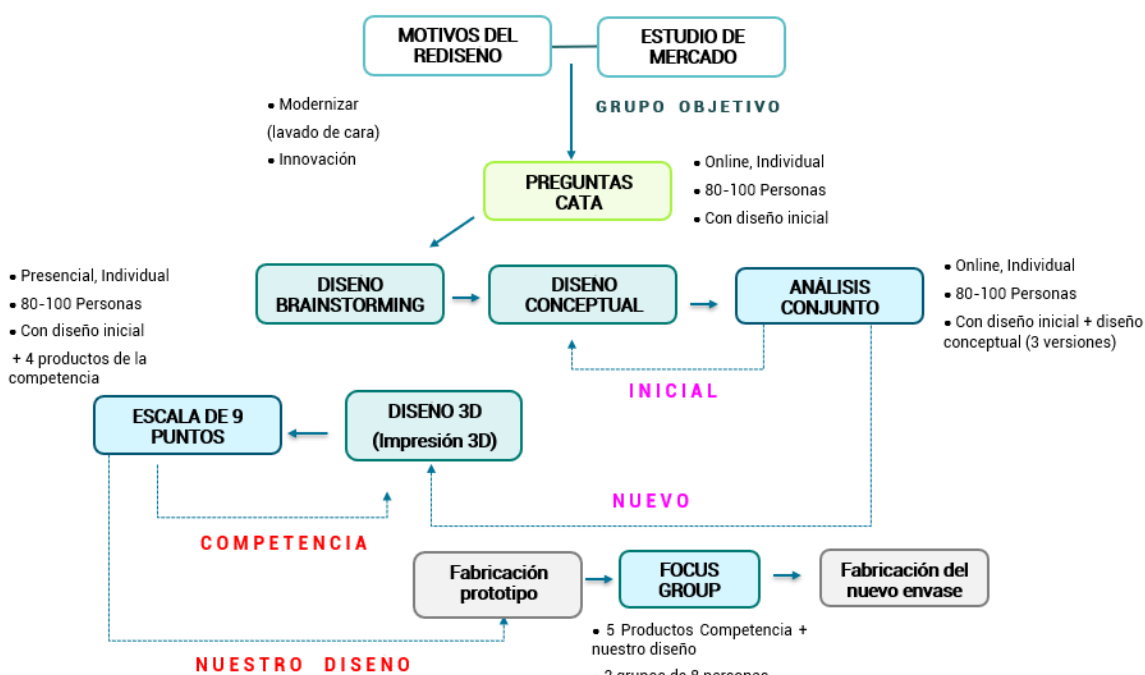 MOTIVOS DEL
REDISENO
ESTUDIO DE
MERCADO
• Modernizar
(lavado de cara)
• Innovación
GRUPO OBJETIVO
PREGUNTAS
CATA
• Online, Individual
• 80-100 Personas
• Con diseño inicial
• Presencial, Individual
• 80-100 Personas
• Con diseño inicial
+ 4 productos de la
competencia
DISENO
BRAINSTORMING
DISENO
CONCEPTUAL
ANÁLISIS
CONJUNTO
• Online, Individual
• 80-100 Personas
• Con diseño inicial + diseño
conceptual (3 versiones)
INICIAL
ESCALA DE 9
PUNTOS
DISENO 3D
(Impresión 3D)
NUEVO
COMPETENCIA
Fabricación
prototipo
FOCUS
GROUP
Fabricación del
nuevo envase
• 5 Productos Competencia +
nuestro diseño
grupos de 8 personas
NUESTRO DISENO